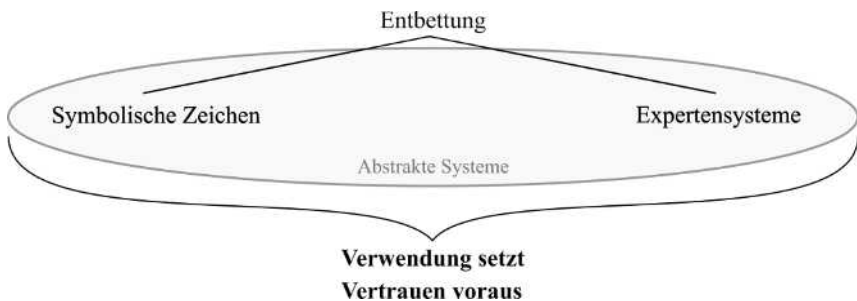 Entbettung
Symbolische Zeichen
Expertensysteme
Abstrakte Systeme
Verwendung setzt
Vertrauen voraus